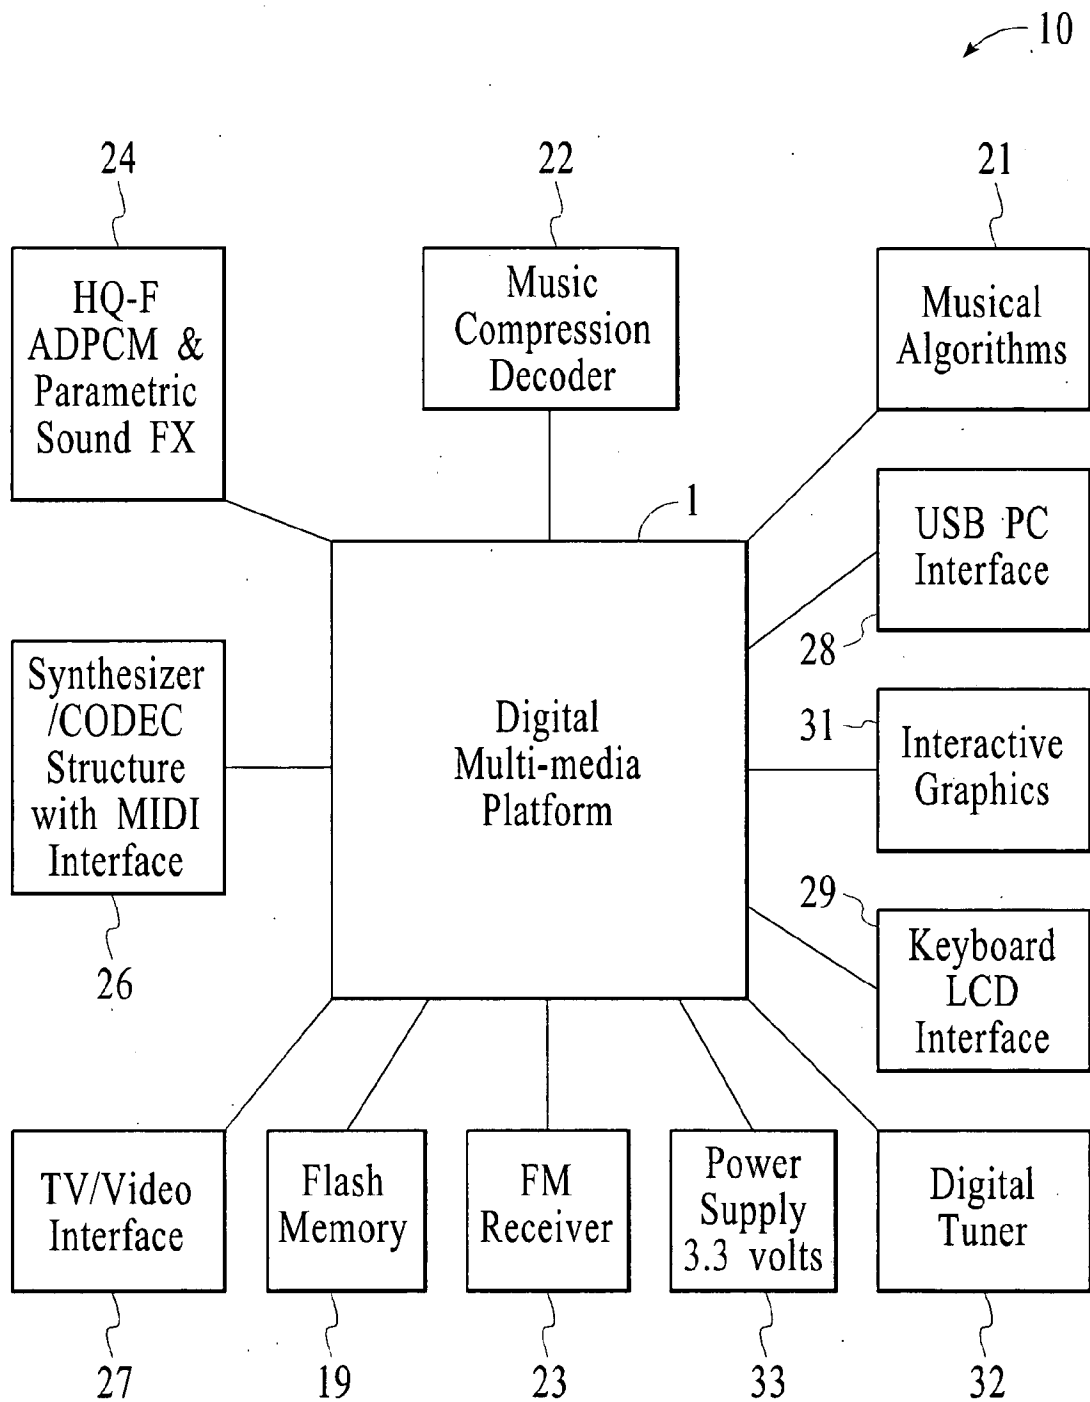 10
24
22
21
HQ-F
ADPCM &
Parametric
Sound FX
Music
Compression
Decoder
Musical
Algorithms
1
USB PC
Interface
28
Synthesizer
/CODEC
Structure
with MIDI
Interface
26
Digital
Multi-media
Platform
31
Interactive
Graphics
29
Keyboard
LCD
Interface
TV/Video
Interface
Flash
Memory
FM
Receiver
Power
Supply
3.3 volts
Digital
Tuner
27
19
23
33
32